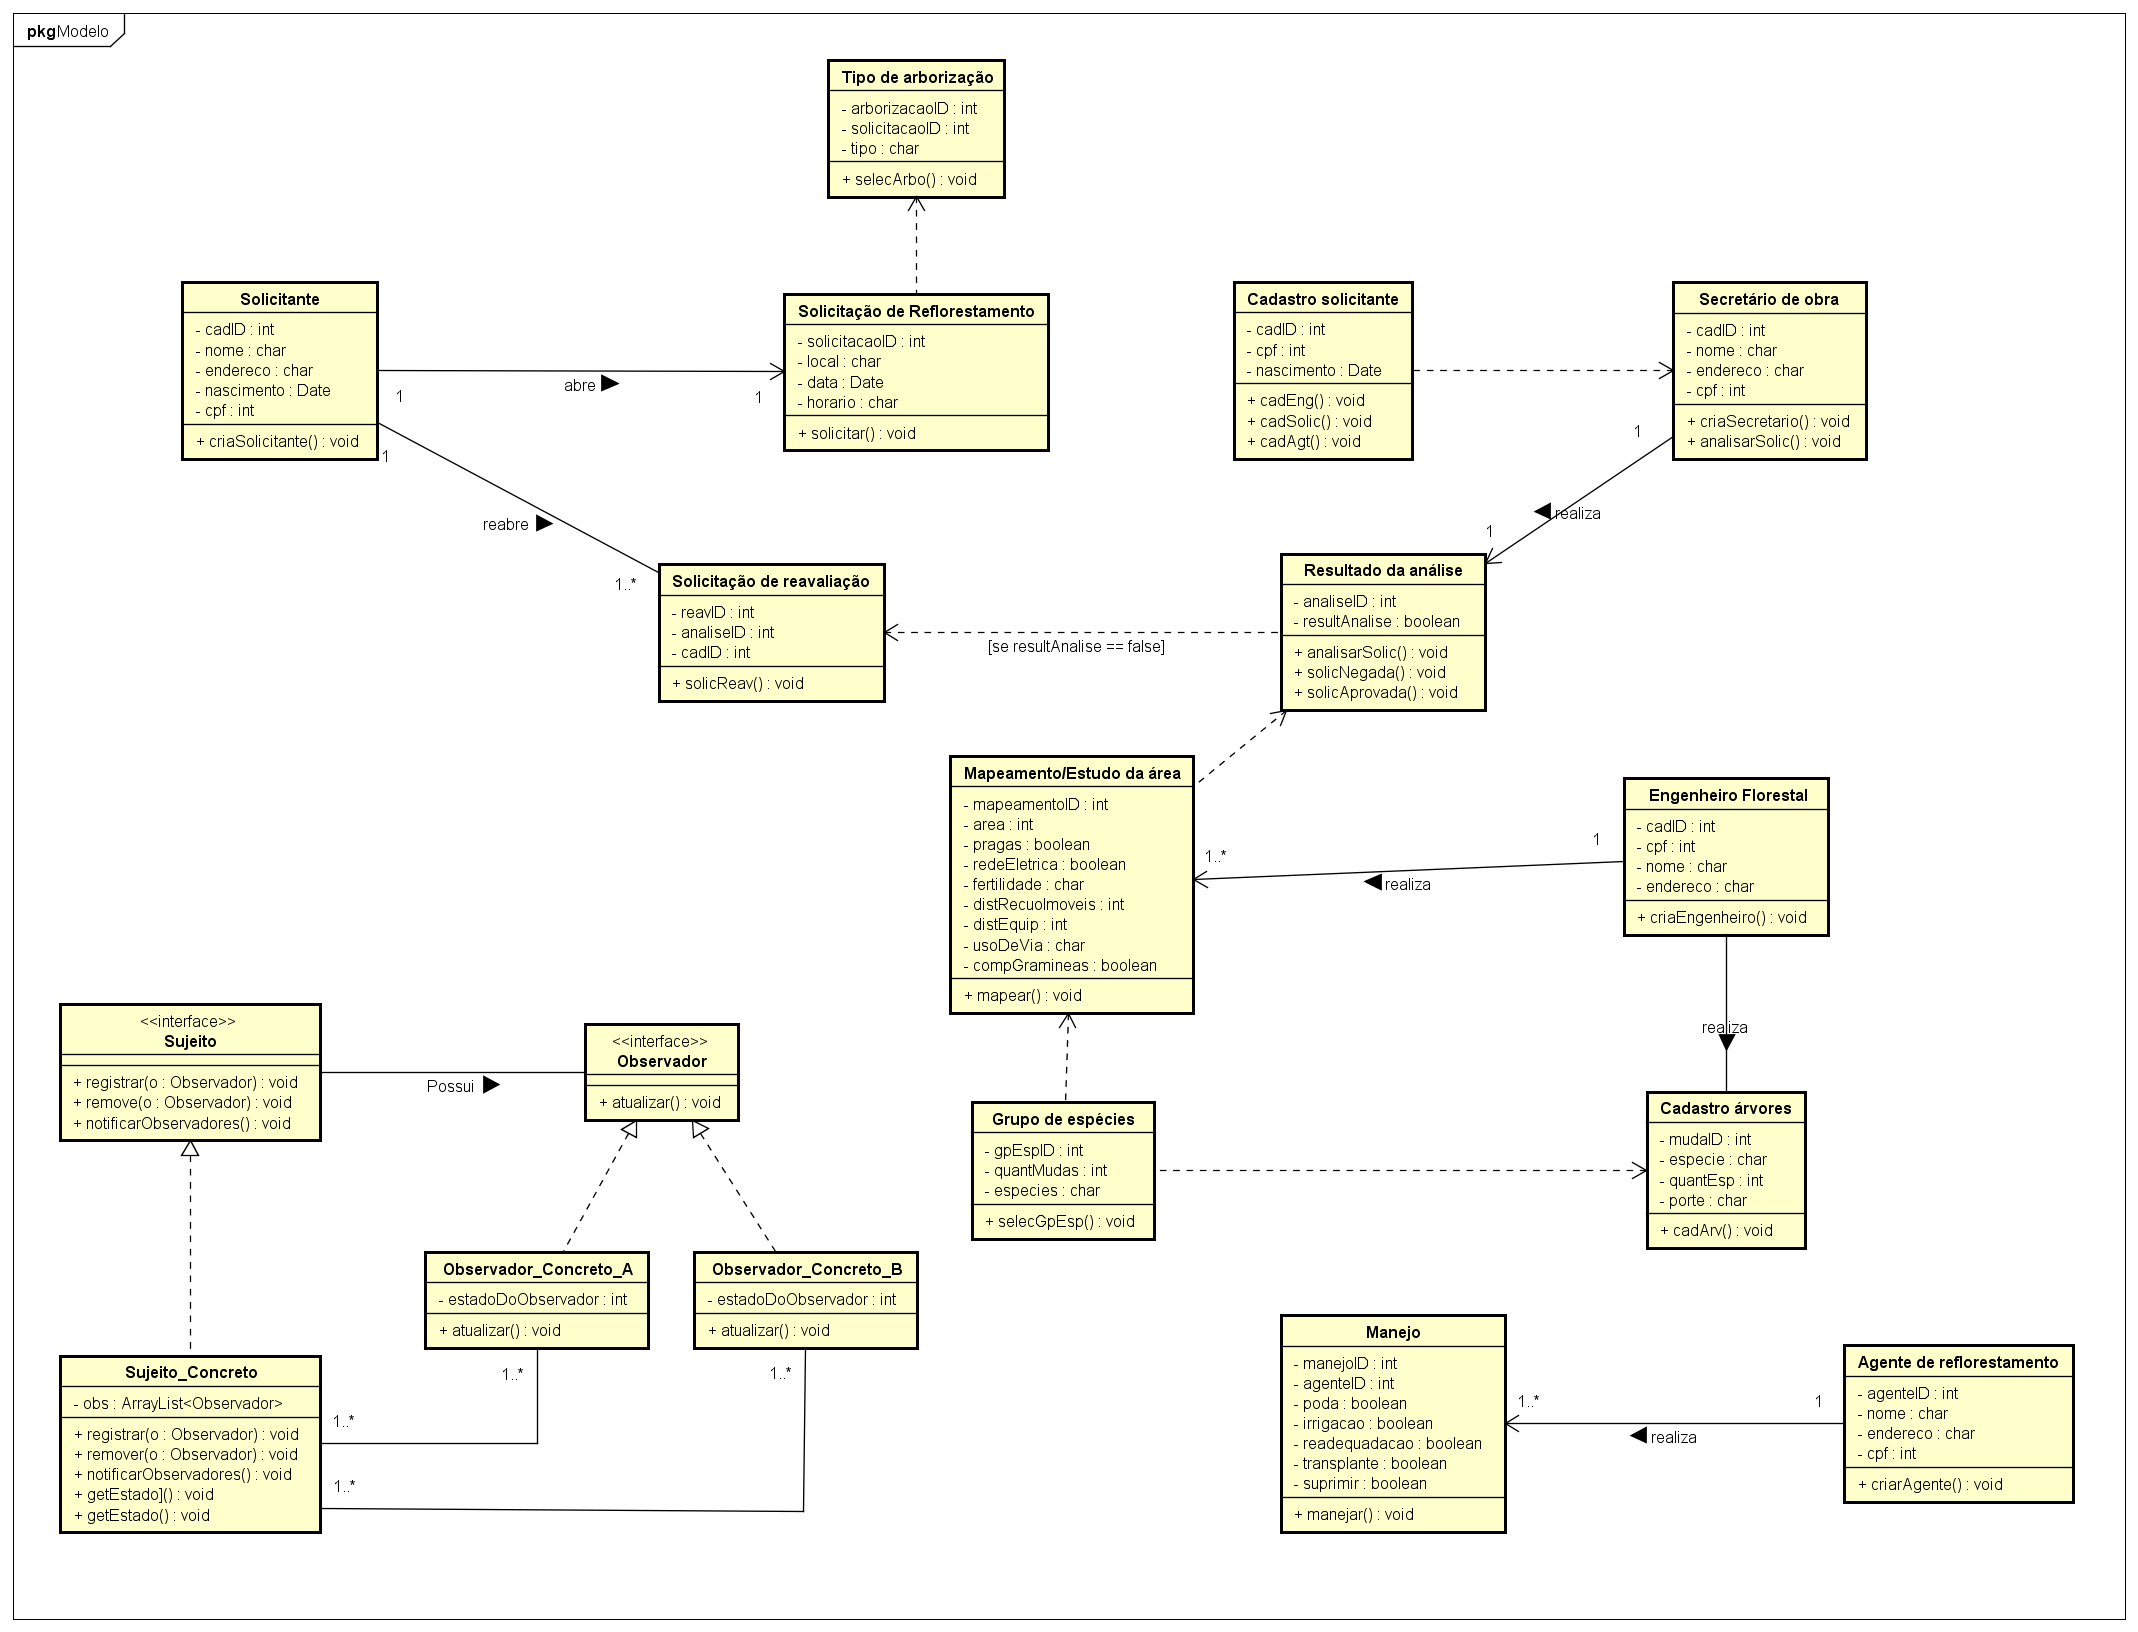 pkgModelo
Tipo de arborização
- arborizacaoID : int
- solicitacaoID : int
- tipo : char
+ selecArbo() : void
Solicitante
- cadID : int
- nome : char
- endereco : char
- nascimento : Date
- cpf : int
+ criaSolicitante() : void
1
abre
1
Solicitação de Reflorestamento
- solicitacaoID : int
- local : char
- data : Date
- horario : char
+ solicitar() : void
Cadastro solicitante
- cadID : int
- cpf : int
- nascimento : Date
+ cadEng() : void
+ cadSolic() : void
+ cadAgt() : void
Secretário de obra
- cadID : int
- nome : char
- endereco : char
- cpf : int
+ criaSecretario() : void
+ analisarSolic() : void
1
reabre
1..*
1
realiza
1
Solicitação de reavaliação
- reavID : int
- analiseID : int
- cadID : int
+ solicReav() : void
[se resultAnalise == false]
Resultado da análise
- analiseID : int
- resultAnalise : boolean
+ analisarSolic() : void
+ solicNegada() : void
+ solicAprovada() : void
Mapeamento/Estudo da área
- mapeamentoID : int
- area : int
- pragas : boolean
- redeEletrica : boolean
- fertilidade : char
- distRecuoImoveis : int
- distEquip : int
- usoDeVia : char
- compGramineas : boolean
+ mapear() : void
1..*
realiza
1
Engenheiro Florestal
- cadID : int
- cpf : int
- nome : char
- endereco : char
+ criaEngenheiro() : void
realiza
<<interface>>
Sujeito
+ registrar(o : Observador) : void
+ remove(o : Observador) : void
+ notificarObservadores() : void
Possui
<<interface>>
Observador
+ atualizar() : void
Grupo de espécies
- gpEspID : int
- quantMudas : int
- especies : char
+ selecGpEsp() : void
Cadastro árvores
- mudaID : int
- especie : char
- quantEsp : int
- porte : char
+ cadArv() : void
Observador_Concreto_A
- estadoDoObservador : int
+ atualizar() : void
1..*
Observador_Concreto_B
- estadoDoObservador : int
+ atualizar() : void
1..*
Sujeito_Concreto
- obs : ArrayList<Observador>
+ registrar(o : Observador) : void
+ remover(o : Observador) : void
+ notificarObservadores() : void
+ getEstado]() : void
+ getEstado() : void
1..*
1..*
Manejo
- manejoID : int
- agenteID : int
- poda : boolean
- irrigacao : boolean
- readequadacao : boolean
- transplante : boolean
- suprimir : boolean
+ manejar() : void
1..*
realiza
1
Agente de reflorestamento
- agenteID : int
- nome : char
- endereco : char
- cpf : int
+ criarAgente() : void